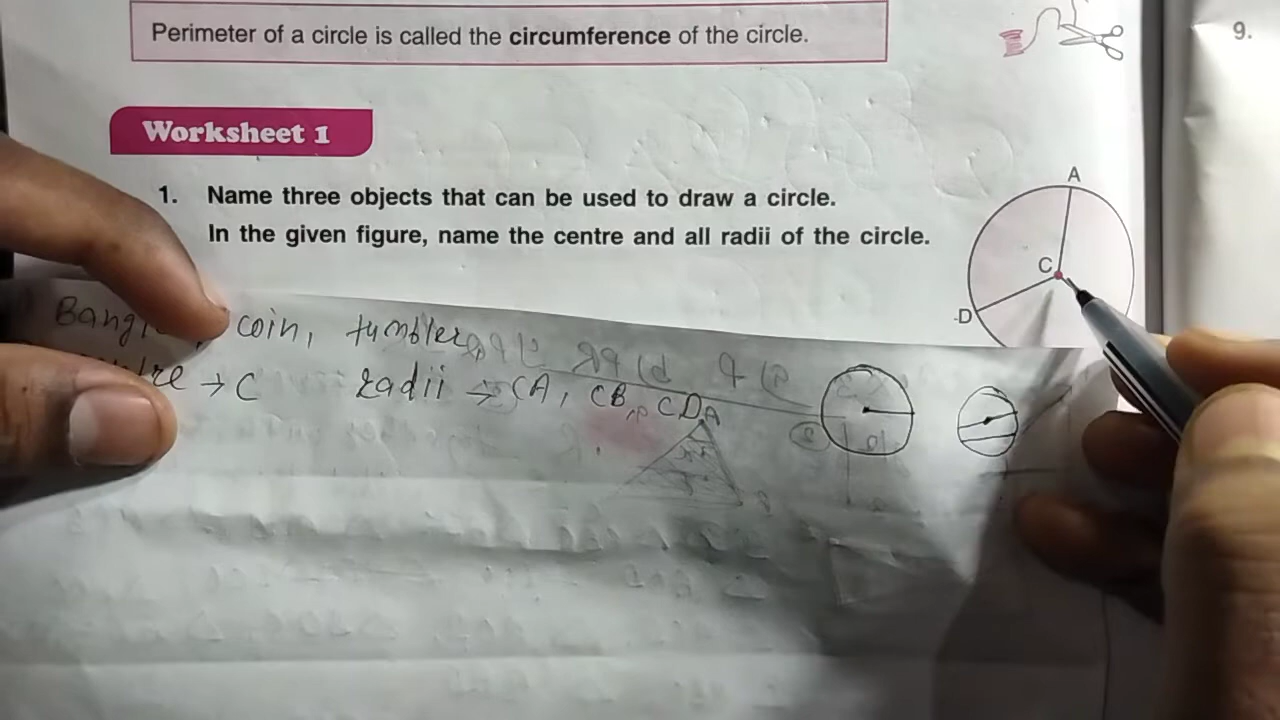 Perimeter of a circle is called the circumference of the circle.
9.
Worksheet 1
1. Name three objects that can be used to draw a circle.
In the given figure, name the centre and all radii of the circle.
A
C
D
coin, tumbler
→ C radii → CA, CB, CD
A